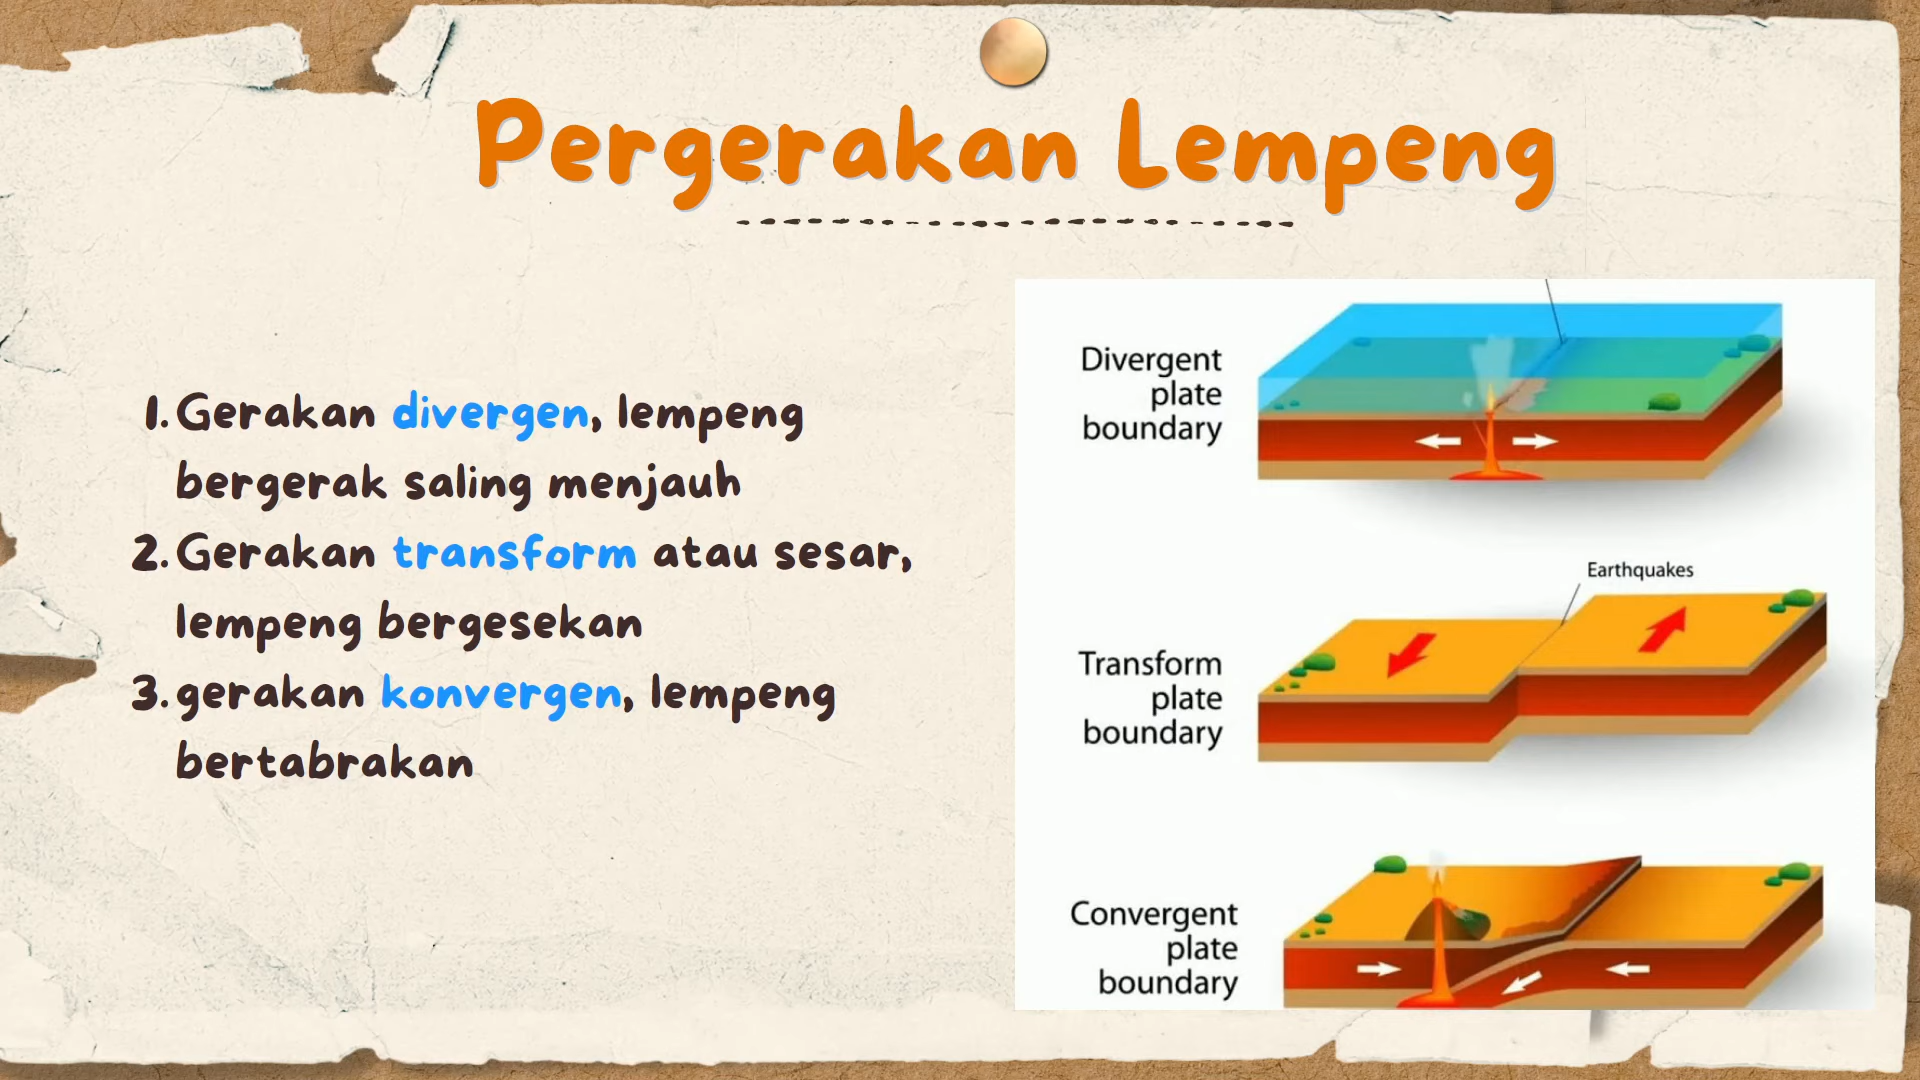 Pergerakan Lempeng
1. Gerakan divergen, lempeng
bergerak saling menjauh
2. Gerakan transform atau sesar,
lempeng bergesekan
3. gerakan konvergen, lempeng
bertabrakan
Divergent
plate
boundary
Earthquakes
Transform
plate
boundary
Convergent
plate
boundary